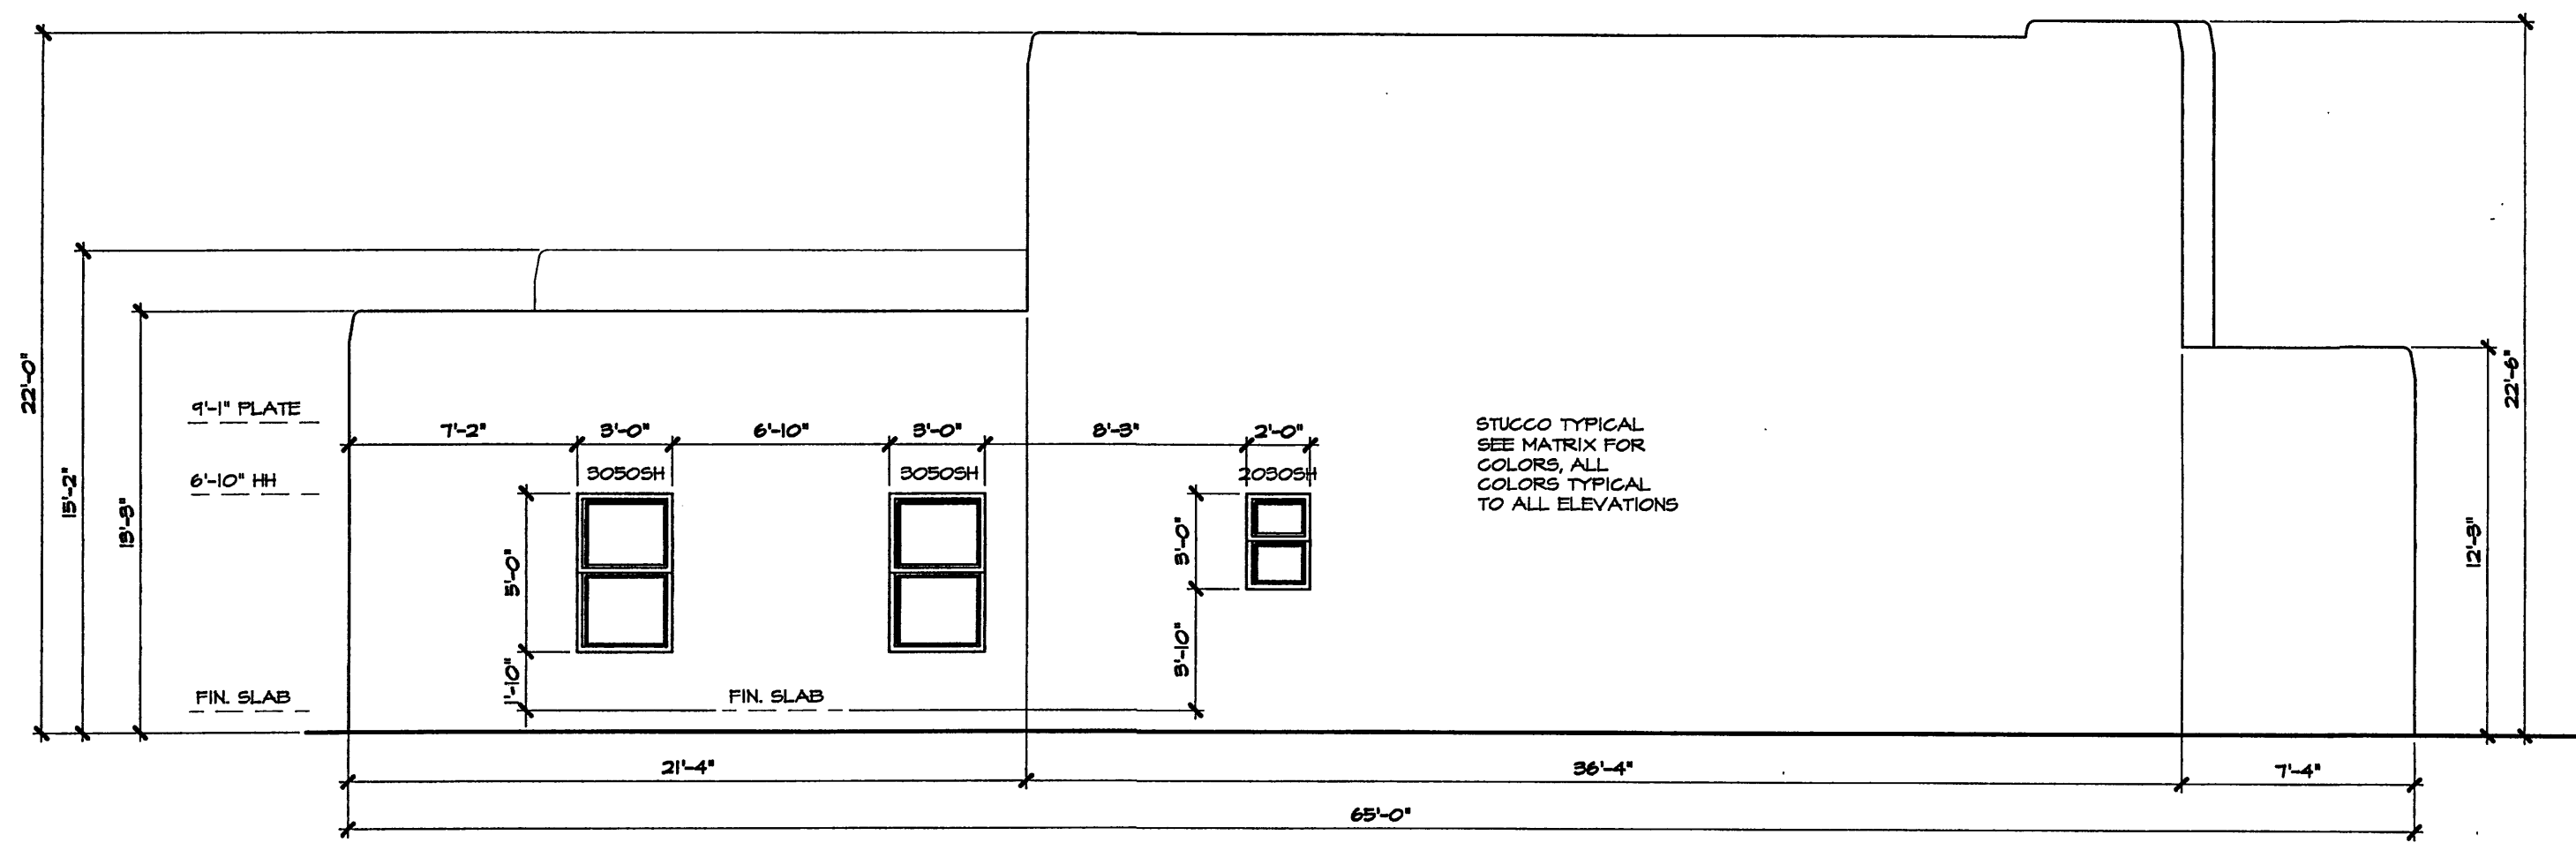 22'-0"
15'-2"
13'-3"
9'-1" PLATE
6'-10" HH
FIN. SLAB
7'-2"
3'-0"
6'-10"
3'-0"
8'-3"
2'-0"
3050SH
3050SH
2030SH
5'-0"
1'-10"
FIN. SLAB
3'-0"
3'-10"
STUCCO TYPICAL
SEE MATRIX FOR
COLORS, ALL
COLORS TYPICAL
TO ALL ELEVATIONS
12'-3"
22'-6"
21'-4"
36'-4"
7'-4"
65'-0"